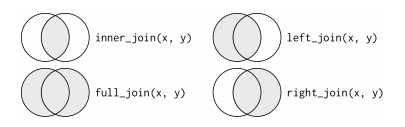 inner_join(x, y)
left_join(x, y)
full_join(x, y)
right_join(x, y)